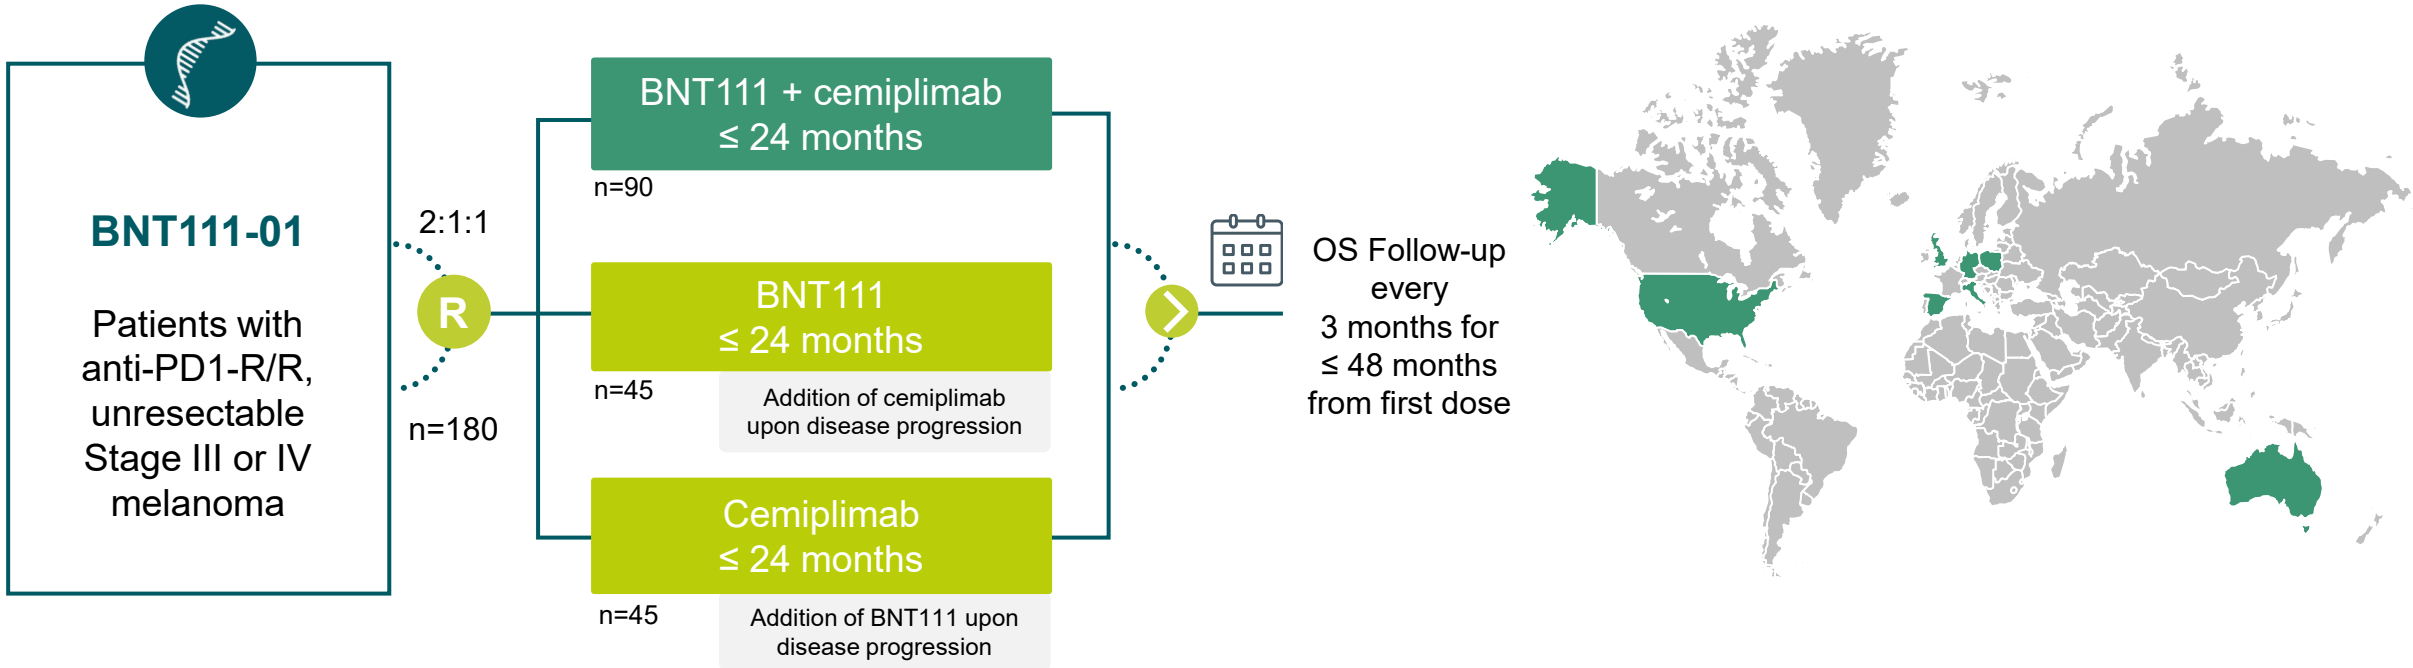 BNT111-01
Patients with
anti-PD1-R/R,
unresectable
Stage III or IV
melanoma
2:1:1
R
n=180
BNT111 + cemiplimab
≤ 24 months
n=90
BNT111
≤ 24 months
n=45
Addition of cemiplimab
upon disease progression
Cemiplimab
≤ 24 months
n=45
Addition of BNT111 upon
disease progression
OS Follow-up
every
3 months for
≤ 48 months
from first dose